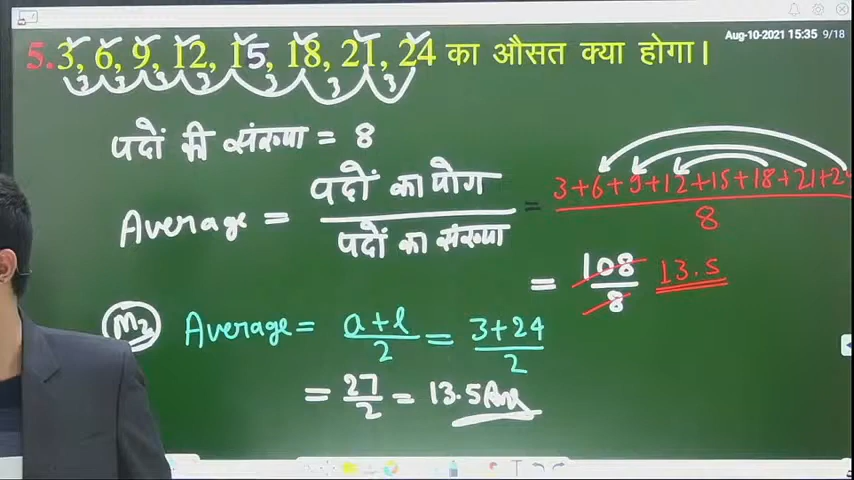 Aug-10-2021 15:35 9/18
5. 3, 6, 9, 12, 15, 18, 21, 24 का औसत क्या होगा।
3 3 3 3 3 3 3
पदों की संख्या = 8
Average = पदों का योग / पदों का संख्या = 3+6+9+12+15+18+21+2 / 8
= 108/8 13.5
M2 Average = a+l/2 = 3+24/2
= 27/2 = 13.5 Ans